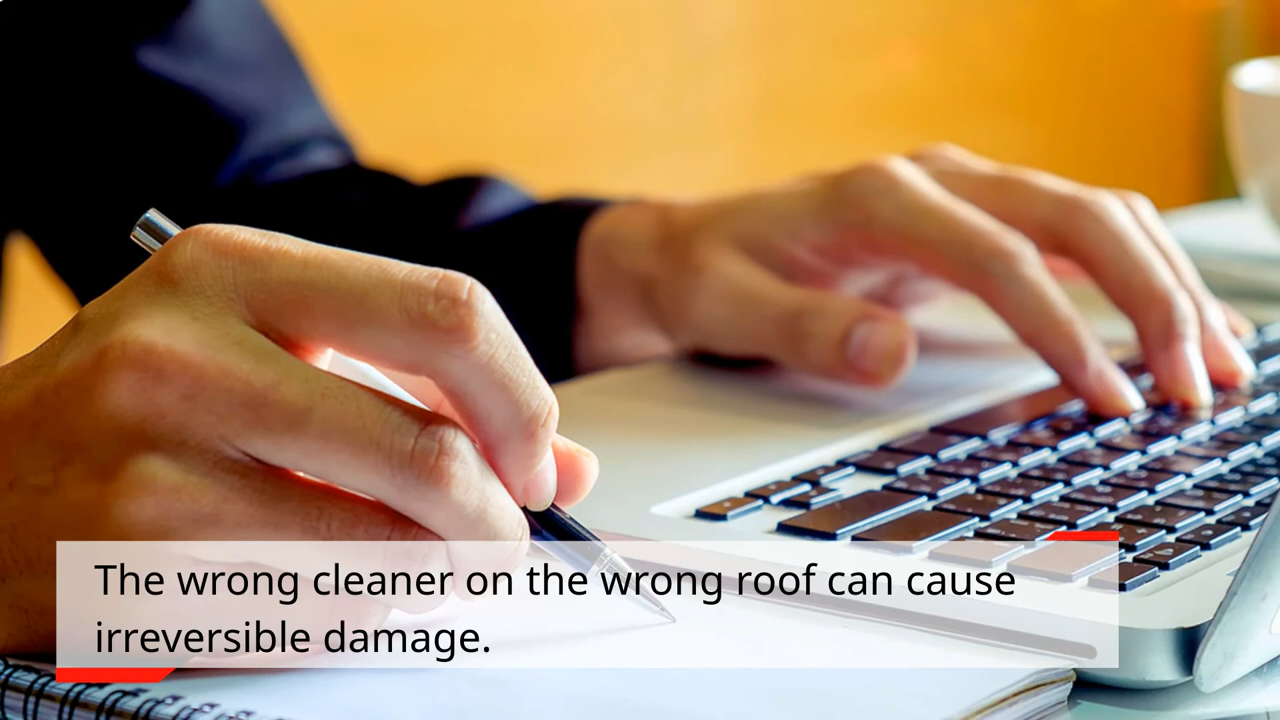 The wrong cleaner on the wrong roof can cause
irreversible damage.